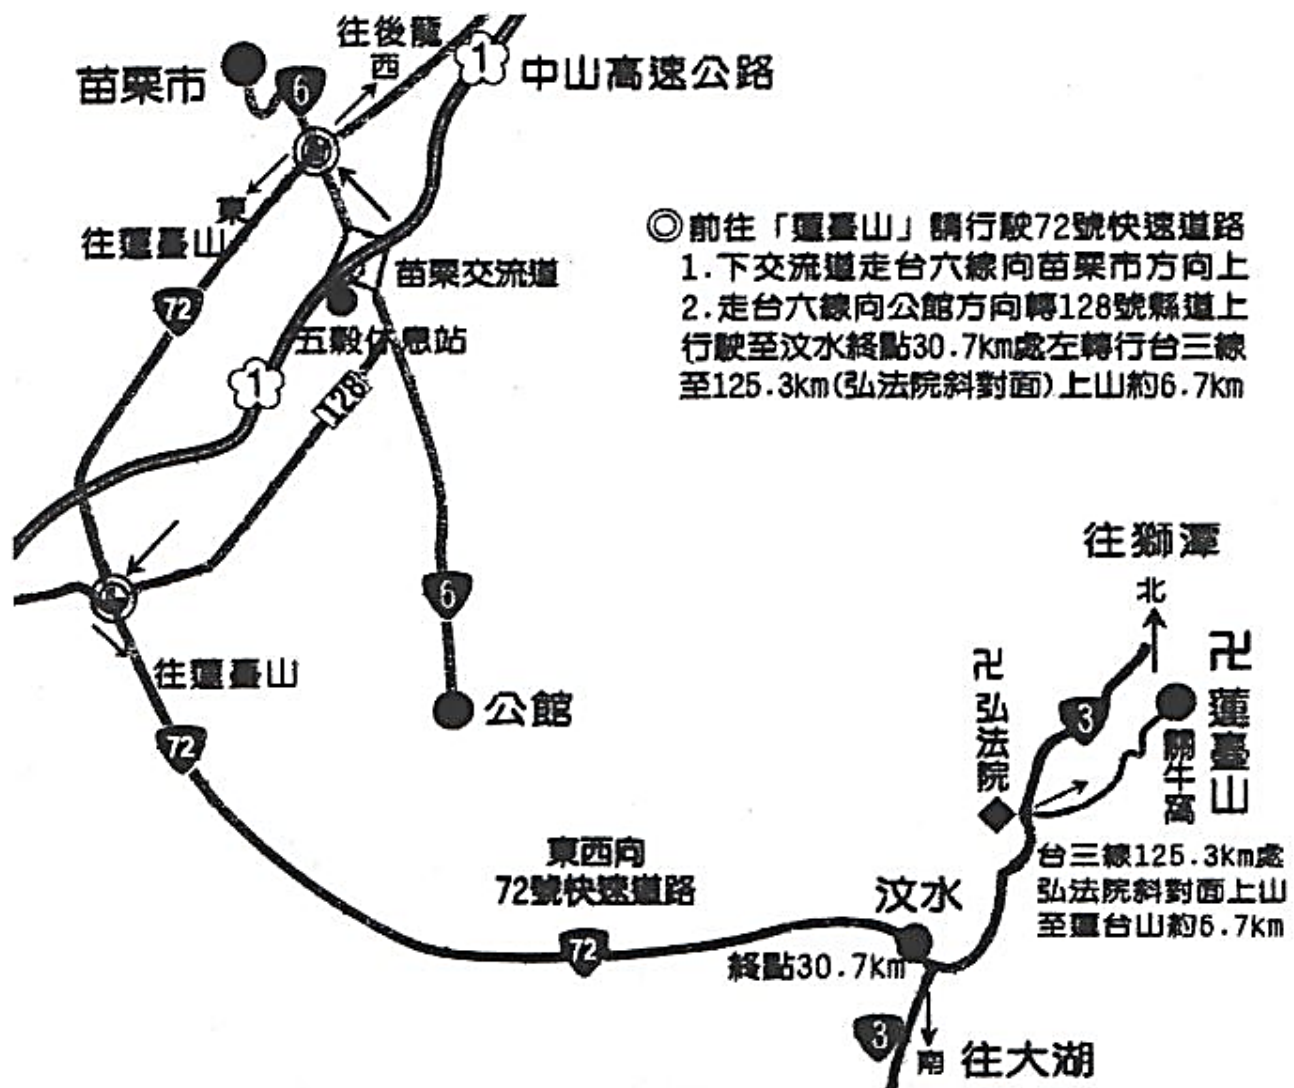 往後龍
西
1
中山高速公路
苗栗市
6
東
往蓮臺山
72
苗栗交流道
五穀休息站
1
128
◎前往「蓮臺山」請行駛72號快速道路
1.下交流道走台六線向苗栗市方向上
2.走台六線向公館方向轉128號縣道上
行駛至汶水終點30.7km處左轉行台三線
至125.3km(弘法院斜對面)上山約6.7km
6
往蓮臺山
公館
72
往獅潭
北
卍弘法院
3
卍蓮臺山
關牛窩
台三線125.3km處
弘法院斜對面上山
至蓮台山約6.7km
東西向
72號快速道路
72
汶水
終點30.7km
3
南
往大湖